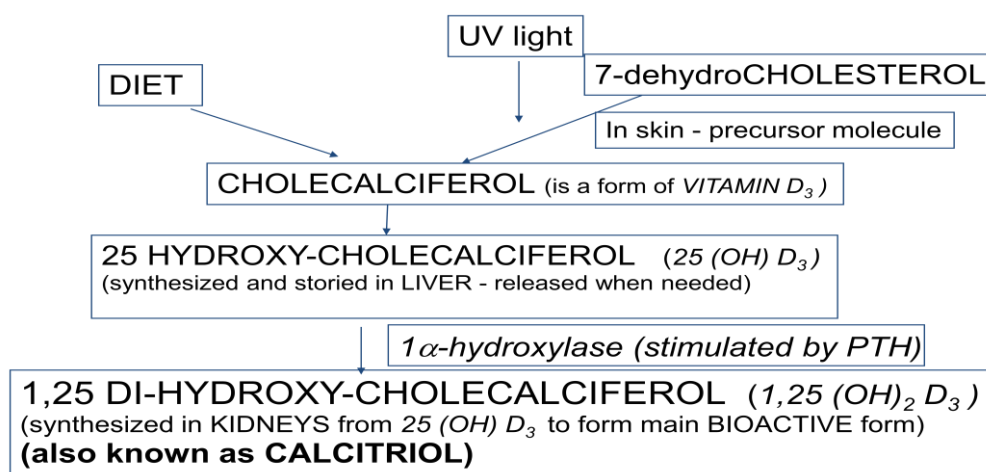 UV light
DIET
7-dehydroCHOLESTEROL
In skin - precursor molecule
CHOLECALCIFEROL (is a form of VITAMIN D3 )
25 HYDROXY-CHOLECALCIFEROL (25 (OH) D3 )
(synthesized and storied in LIVER - released when needed)
1α-hydroxylase (stimulated by PTH)
1,25 DI-HYDROXY-CHOLECALCIFEROL (1,25 (OH)2 D3 )
(synthesized in KIDNEYS from 25 (OH) D3 to form main BIOACTIVE form)
(also known as CALCITRIOL)